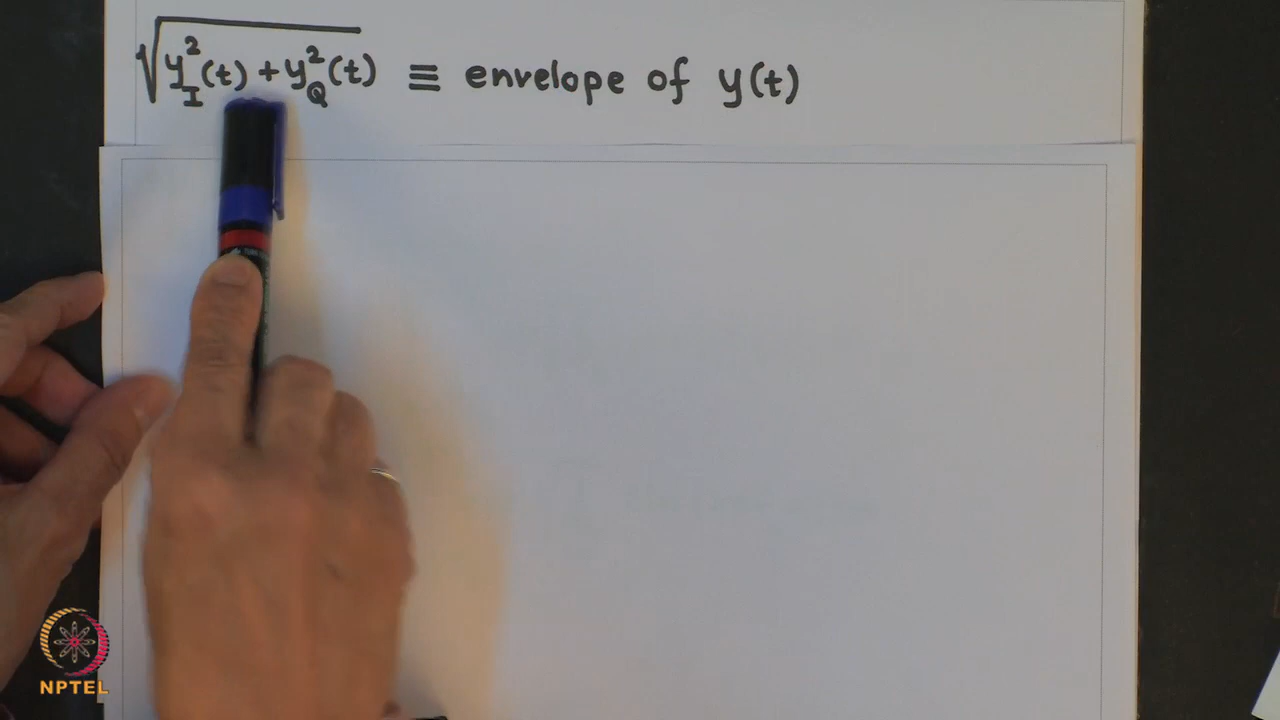 √(y_I²(t) + y_Q²(t)) ≡ envelope of y(t)
NPTEL